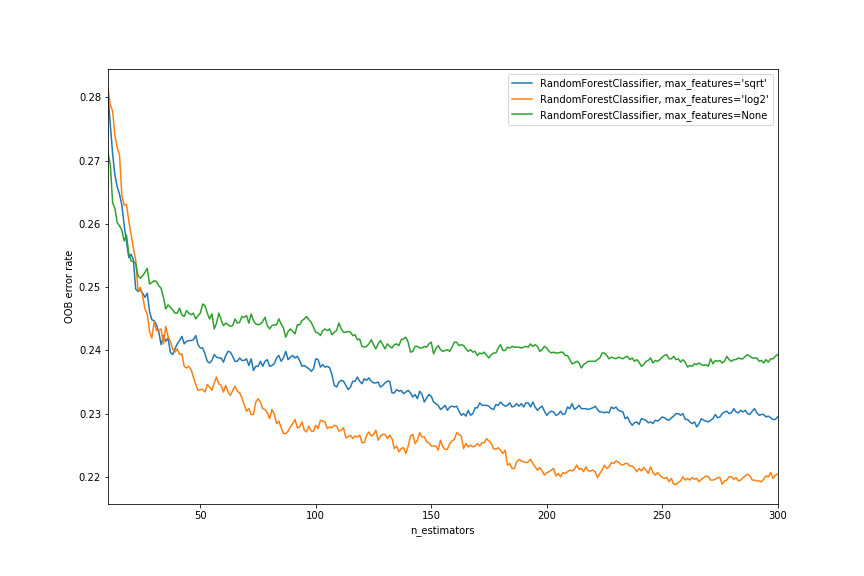 RandomForestClassifier, max_features='sqrt'
RandomForestClassifier, max_features='log2'
RandomForestClassifier, max_features=None
0.28
0.27
0.26
0.25
0.24
0.23
0.22
OOB error rate
50 100 150 200 250 300
n_estimators